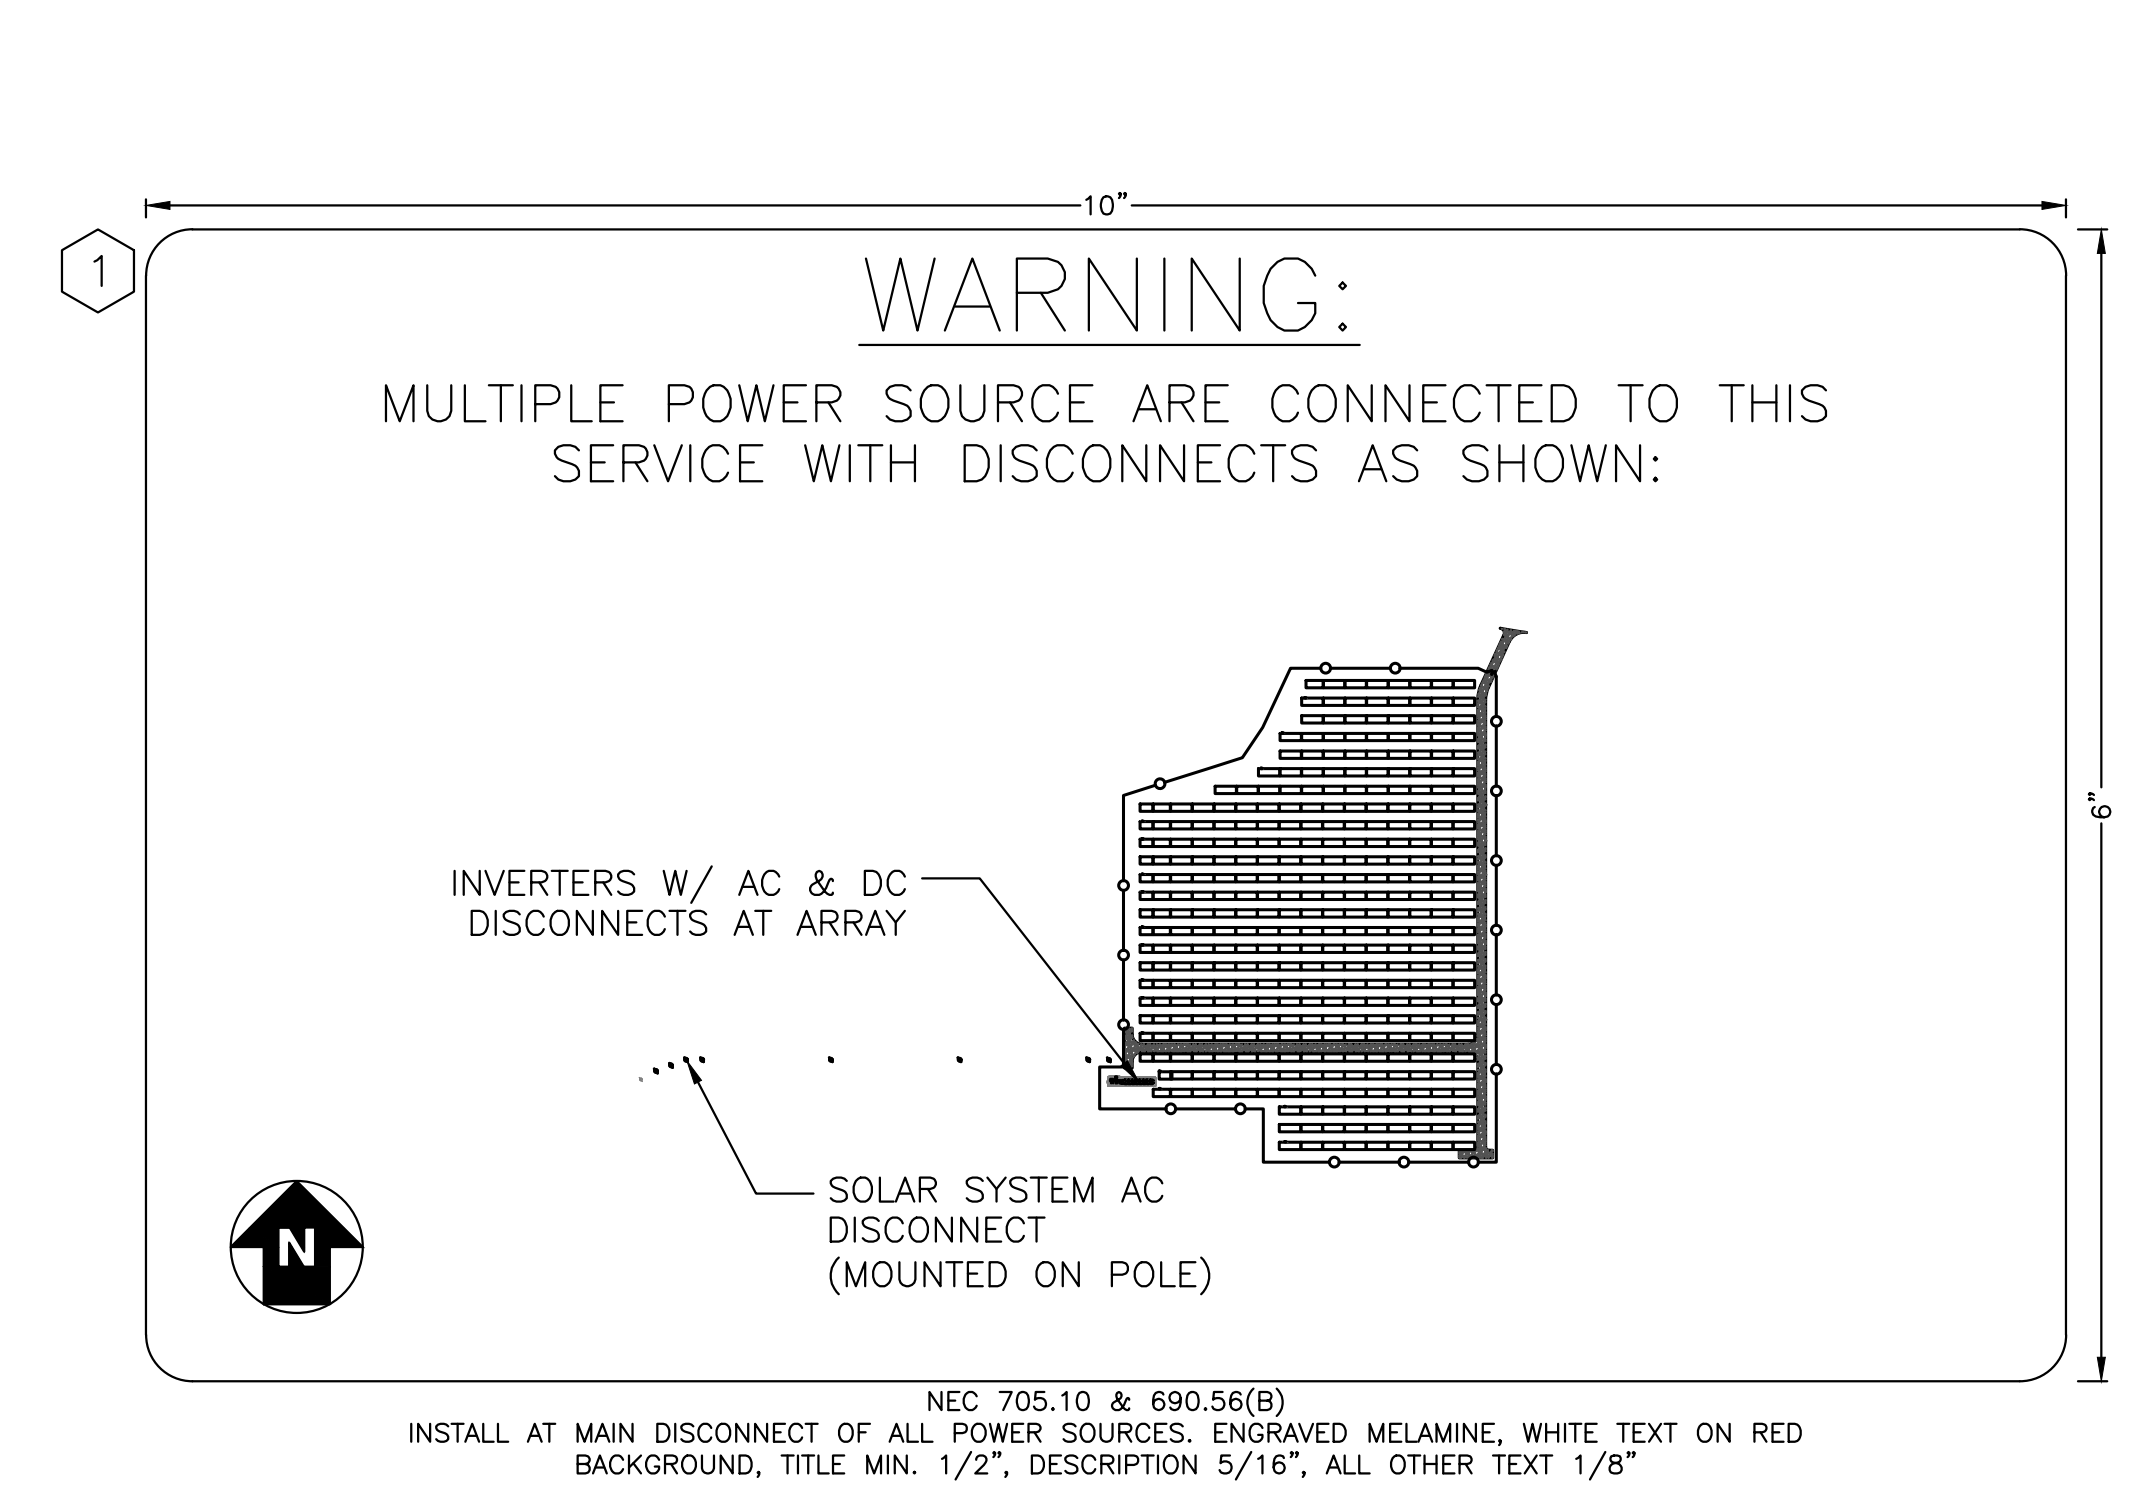 10"
1
WARNING:
MULTIPLE POWER SOURCE ARE CONNECTED TO THIS
SERVICE WITH DISCONNECTS AS SHOWN:
6"
INVERTERS W/ AC & DC
DISCONNECTS AT ARRAY
SOLAR SYSTEM AC
DISCONNECT
(MOUNTED ON POLE)
N
NEC 705.10 & 690.56(B)
INSTALL AT MAIN DISCONNECT OF ALL POWER SOURCES. ENGRAVED MELAMINE, WHITE TEXT ON RED
BACKGROUND, TITLE MIN. 1/2", DESCRIPTION 5/16", ALL OTHER TEXT 1/8"